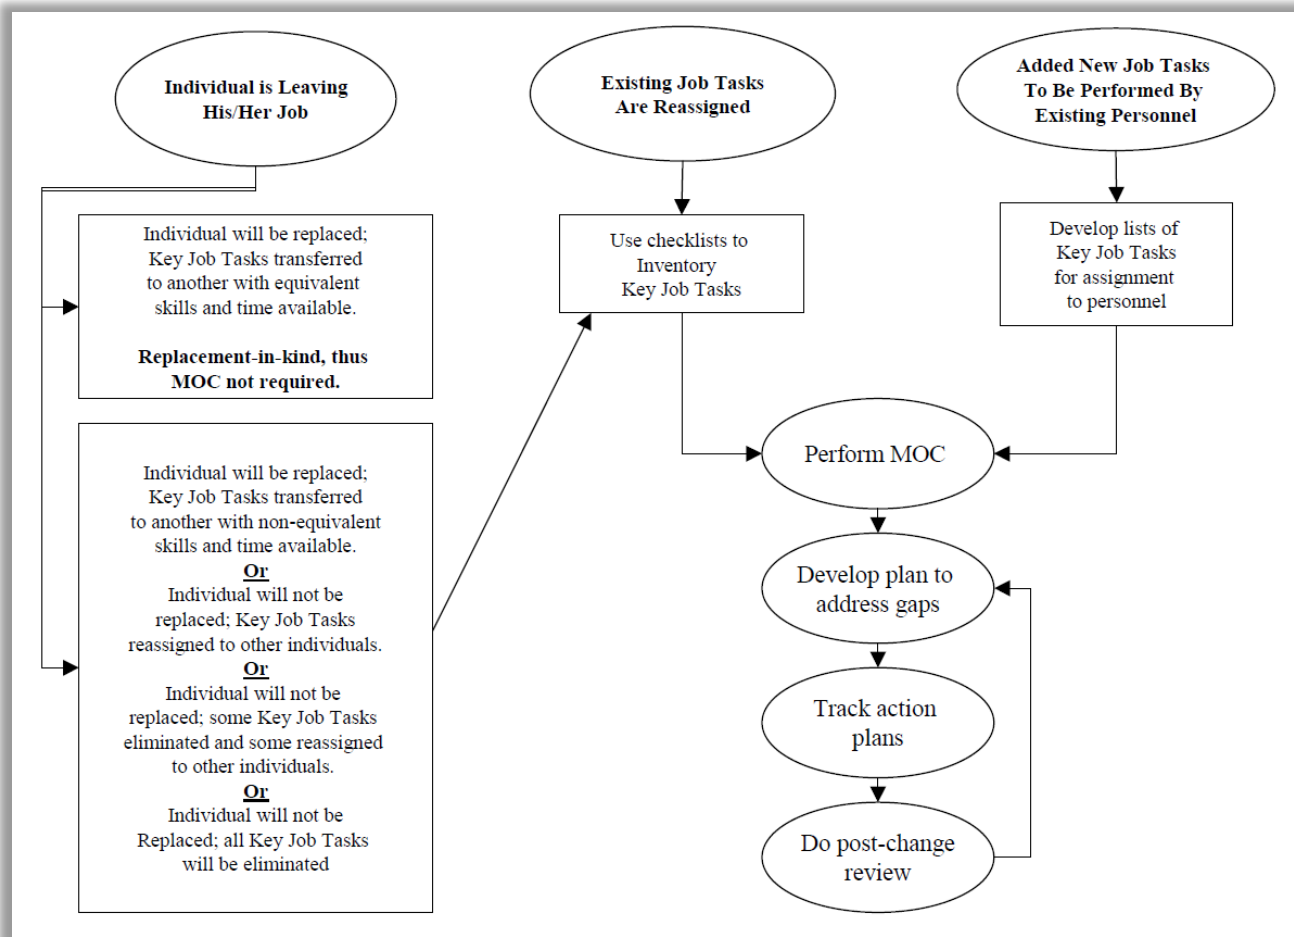 Individual is Leaving
His/Her Job
Existing Job Tasks
Are Reassigned
Added New Job Tasks
To Be Performed By
Existing Personnel
Individual will be replaced;
Key Job Tasks transferred
to another with equivalent
skills and time available.
Replacement-in-kind, thus
MOC not required.
Use checklists to
Inventory
Key Job Tasks
Develop lists of
Key Job Tasks
for assignment
to personnel
Individual will be replaced;
Key Job Tasks transferred
to another with non-equivalent
skills and time available.
Or
Individual will not be
replaced; Key Job Tasks
reassigned to other individuals.
Or
Individual will not be
replaced; some Key Job Tasks
eliminated and some reassigned
to other individuals.
Or
Individual will not be
Replaced; all Key Job Tasks
will be eliminated
Perform MOC
Develop plan to
address gaps
Track action
plans
Do post-change
review